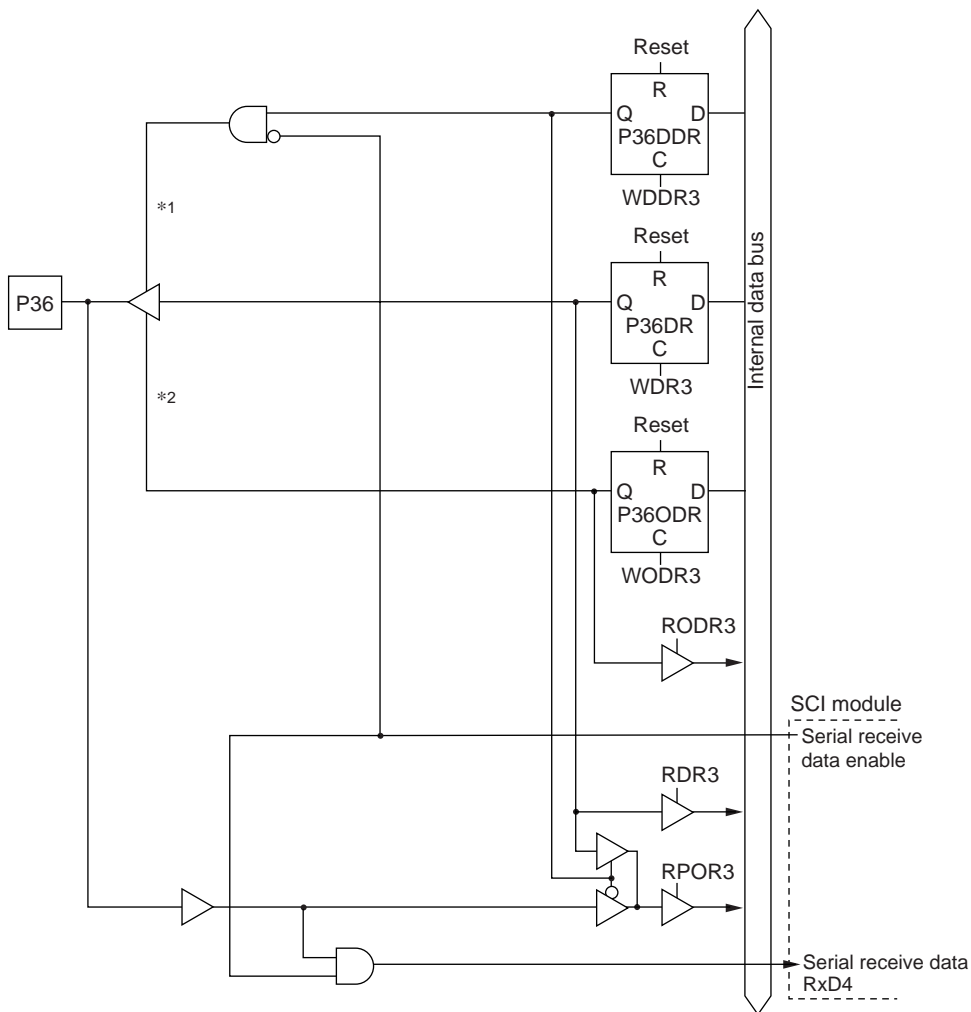 Reset
R
Q D
P36DDR
C
WDDR3
*1
Reset
R
P36
Q D
P36DR
C
WDR3
Internal data bus
*2
Reset
R
Q D
P36ODR
C
WODR3
RODR3
SCI module
Serial receive
data enable
RDR3
RPOR3
Serial receive data
RxD4